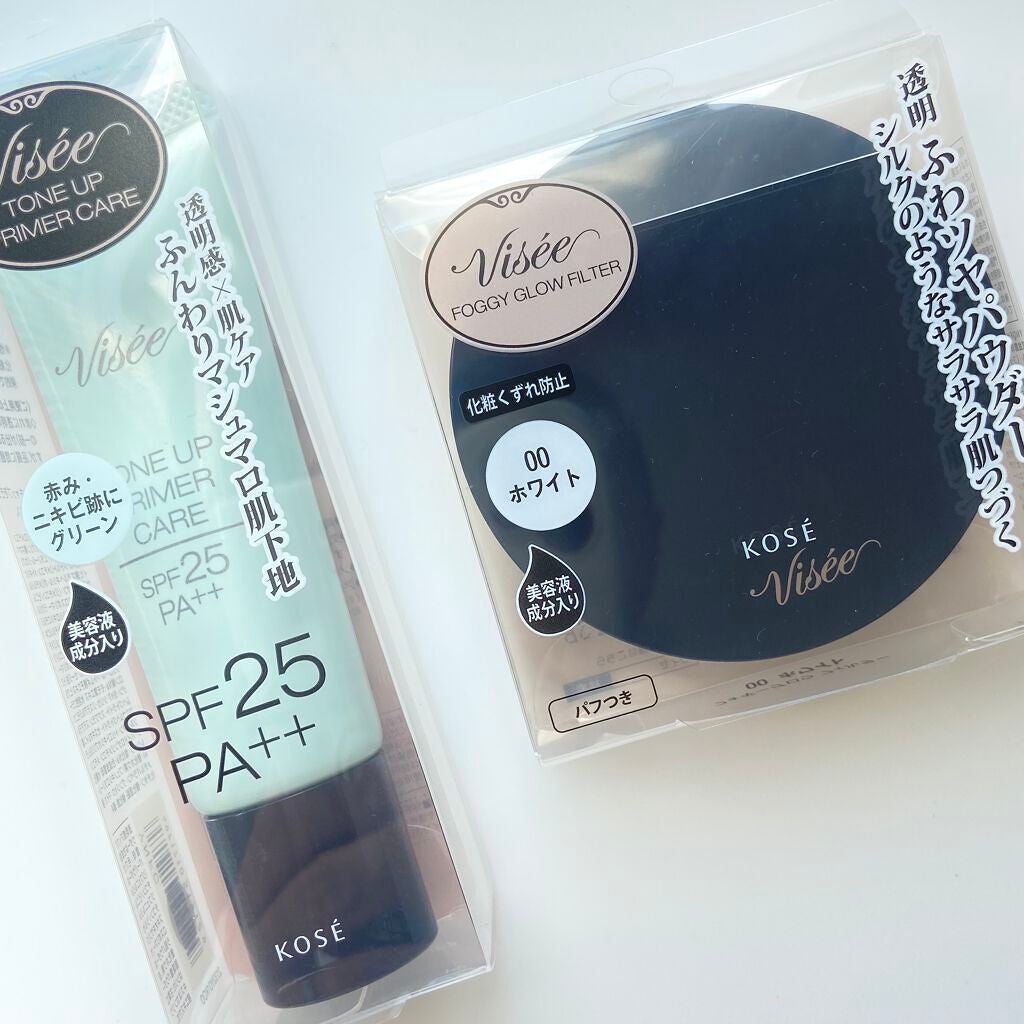 Visée
TONE UP
PRIMER CARE
透明感×肌ケア
ふんわりマシュマロ肌下地
Visée
TONE UP
PRIMER
CARE
SPF25
PA++
赤み・
ニキビ跡に
グリーン
美容液
成分入り
SPF25
PA++
KOSÉ
Visée
FOGGY GLOW FILTER
透明 ふわツヤパウダー
シルクのようなサラサラ肌つづく
化粧くずれ防止
00
ホワイト
美容液
成分入り
KOSÉ
Visée
パフつき